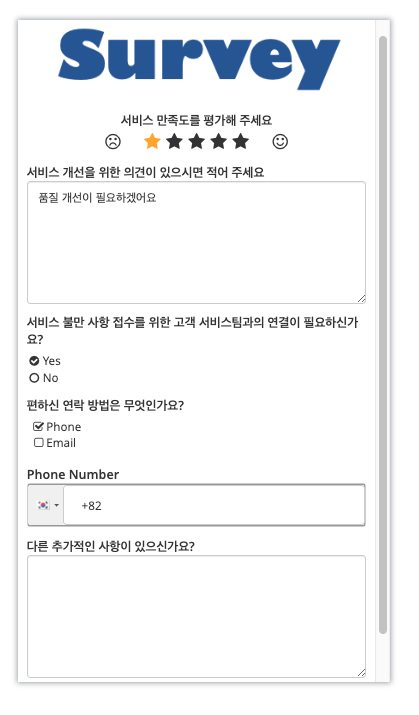 Survey
서비스 만족도를 평가해 주세요
서비스 개선을 위한 의견이 있으시면 적어 주세요
품질 개선이 필요하겠어요
서비스 불만 사항 접수를 위한 고객 서비스팀과의 연결이 필요하신가
요?
Yes
No
편하신 연락 방법은 무엇인가요?
Phone
Email
Phone Number
+82
다른 추가적인 사항이 있으신가요?